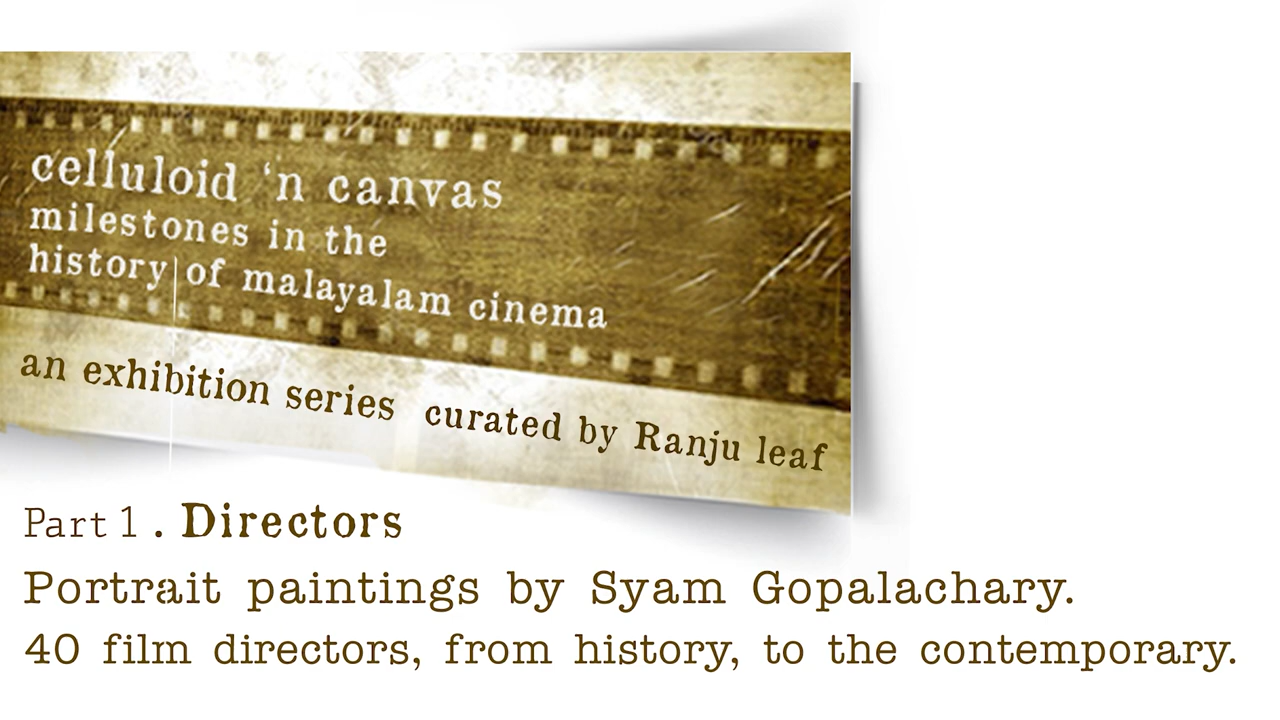 celluloid ‘n canvas
milestones in the
history of malayalam cinema
an exhibition series curated by Ranju leaf
Part 1 . Directors
Portrait paintings by Syam Gopalachary.
40 film directors, from history, to the contemporary.